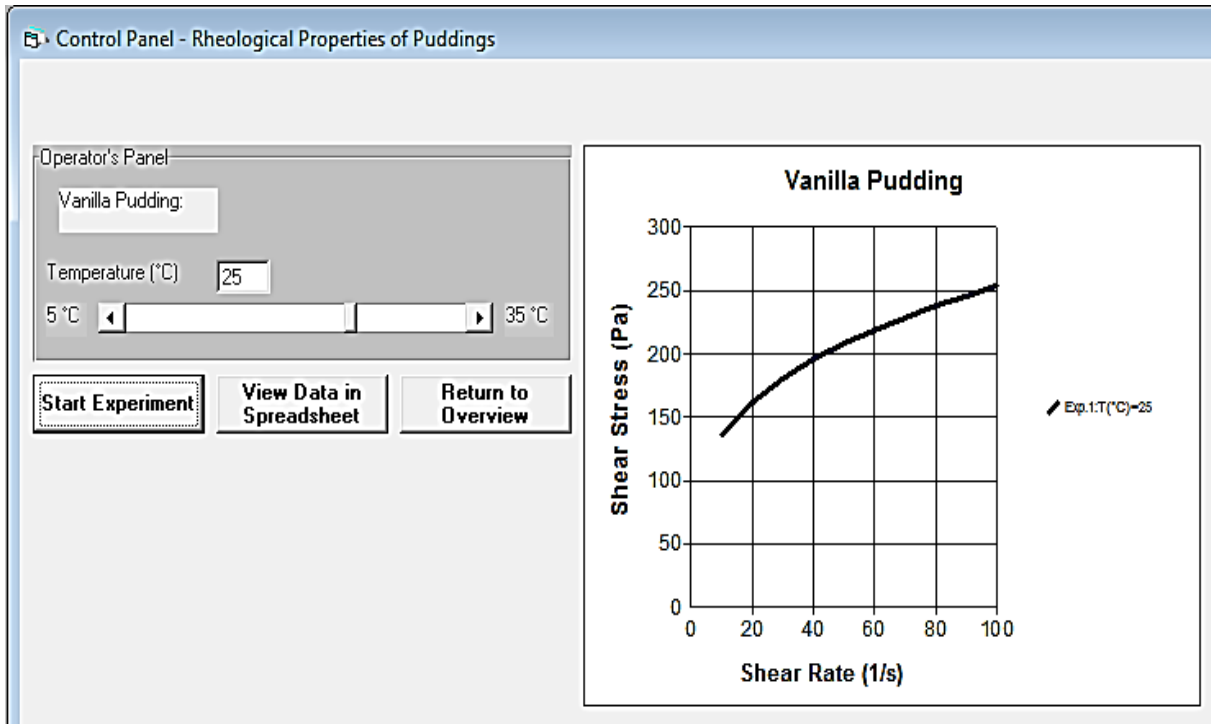 Control Panel - Rheological Properties of Puddings
Operator's Panel
Vanilla Pudding:
Temperature (°C) 25
5 °C 35 °C
Start Experiment
View Data in
Spreadsheet
Return to
Overview
Vanilla Pudding
Shear Stress (Pa)
300
250
200
150
100
50
0
0 20 40 60 80 100
Shear Rate (1/s)
Exp.1:T(°C)=25